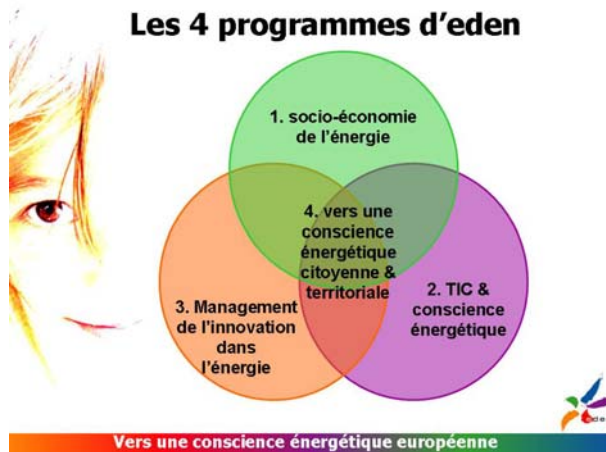 Les 4 programmes d’eden
1. socio-économie
de l’énergie
4. vers une
conscience
énergétique
citoyenne &
territoriale
2. TIC &
conscience
énergétique
3. Management
de l’innovation
dans
l’énergie
Vers une conscience énergétique européenne